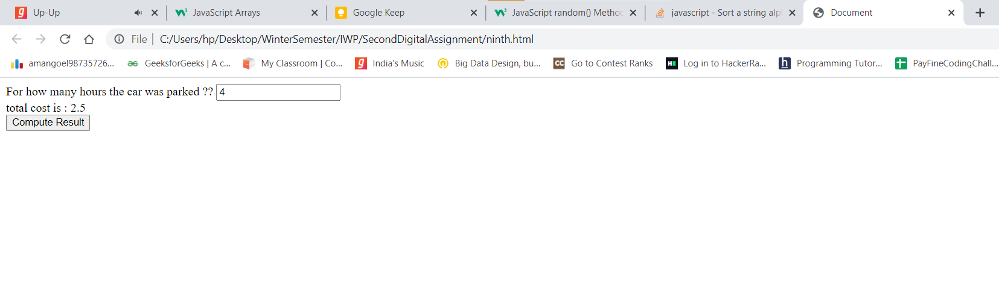 Up-Up JavaScript Arrays Google Keep JavaScript random() Metho javascript - Sort a string alp Document
File C:/Users/hp/Desktop/WinterSemester/IWP/SecondDigitalAssignment/ninth.html
amangoel98735726... GeeksforGeeks | A c... My Classroom | Co... India's Music Big Data Design, bu... CC Go to Contest Ranks Log in to HackerRa... Programming Tutor... PayFineCodingChall...
For how many hours the car was parked ?? 4
total cost is : 2.5
Compute Result